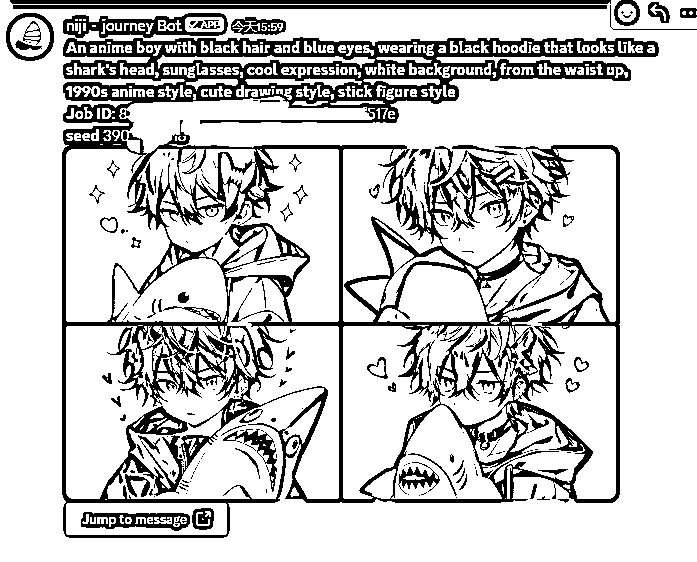 niji - journey Bot ✓ APP 今天15:59
An anime boy with black hair and blue eyes, wearing a black hoodie that looks like a
shark's head, sunglasses, cool expression, white background, from the waist up,
1990s anime style, cute drawing style, stick figure style
Job ID: 8 517e
seed 390
Jump to message